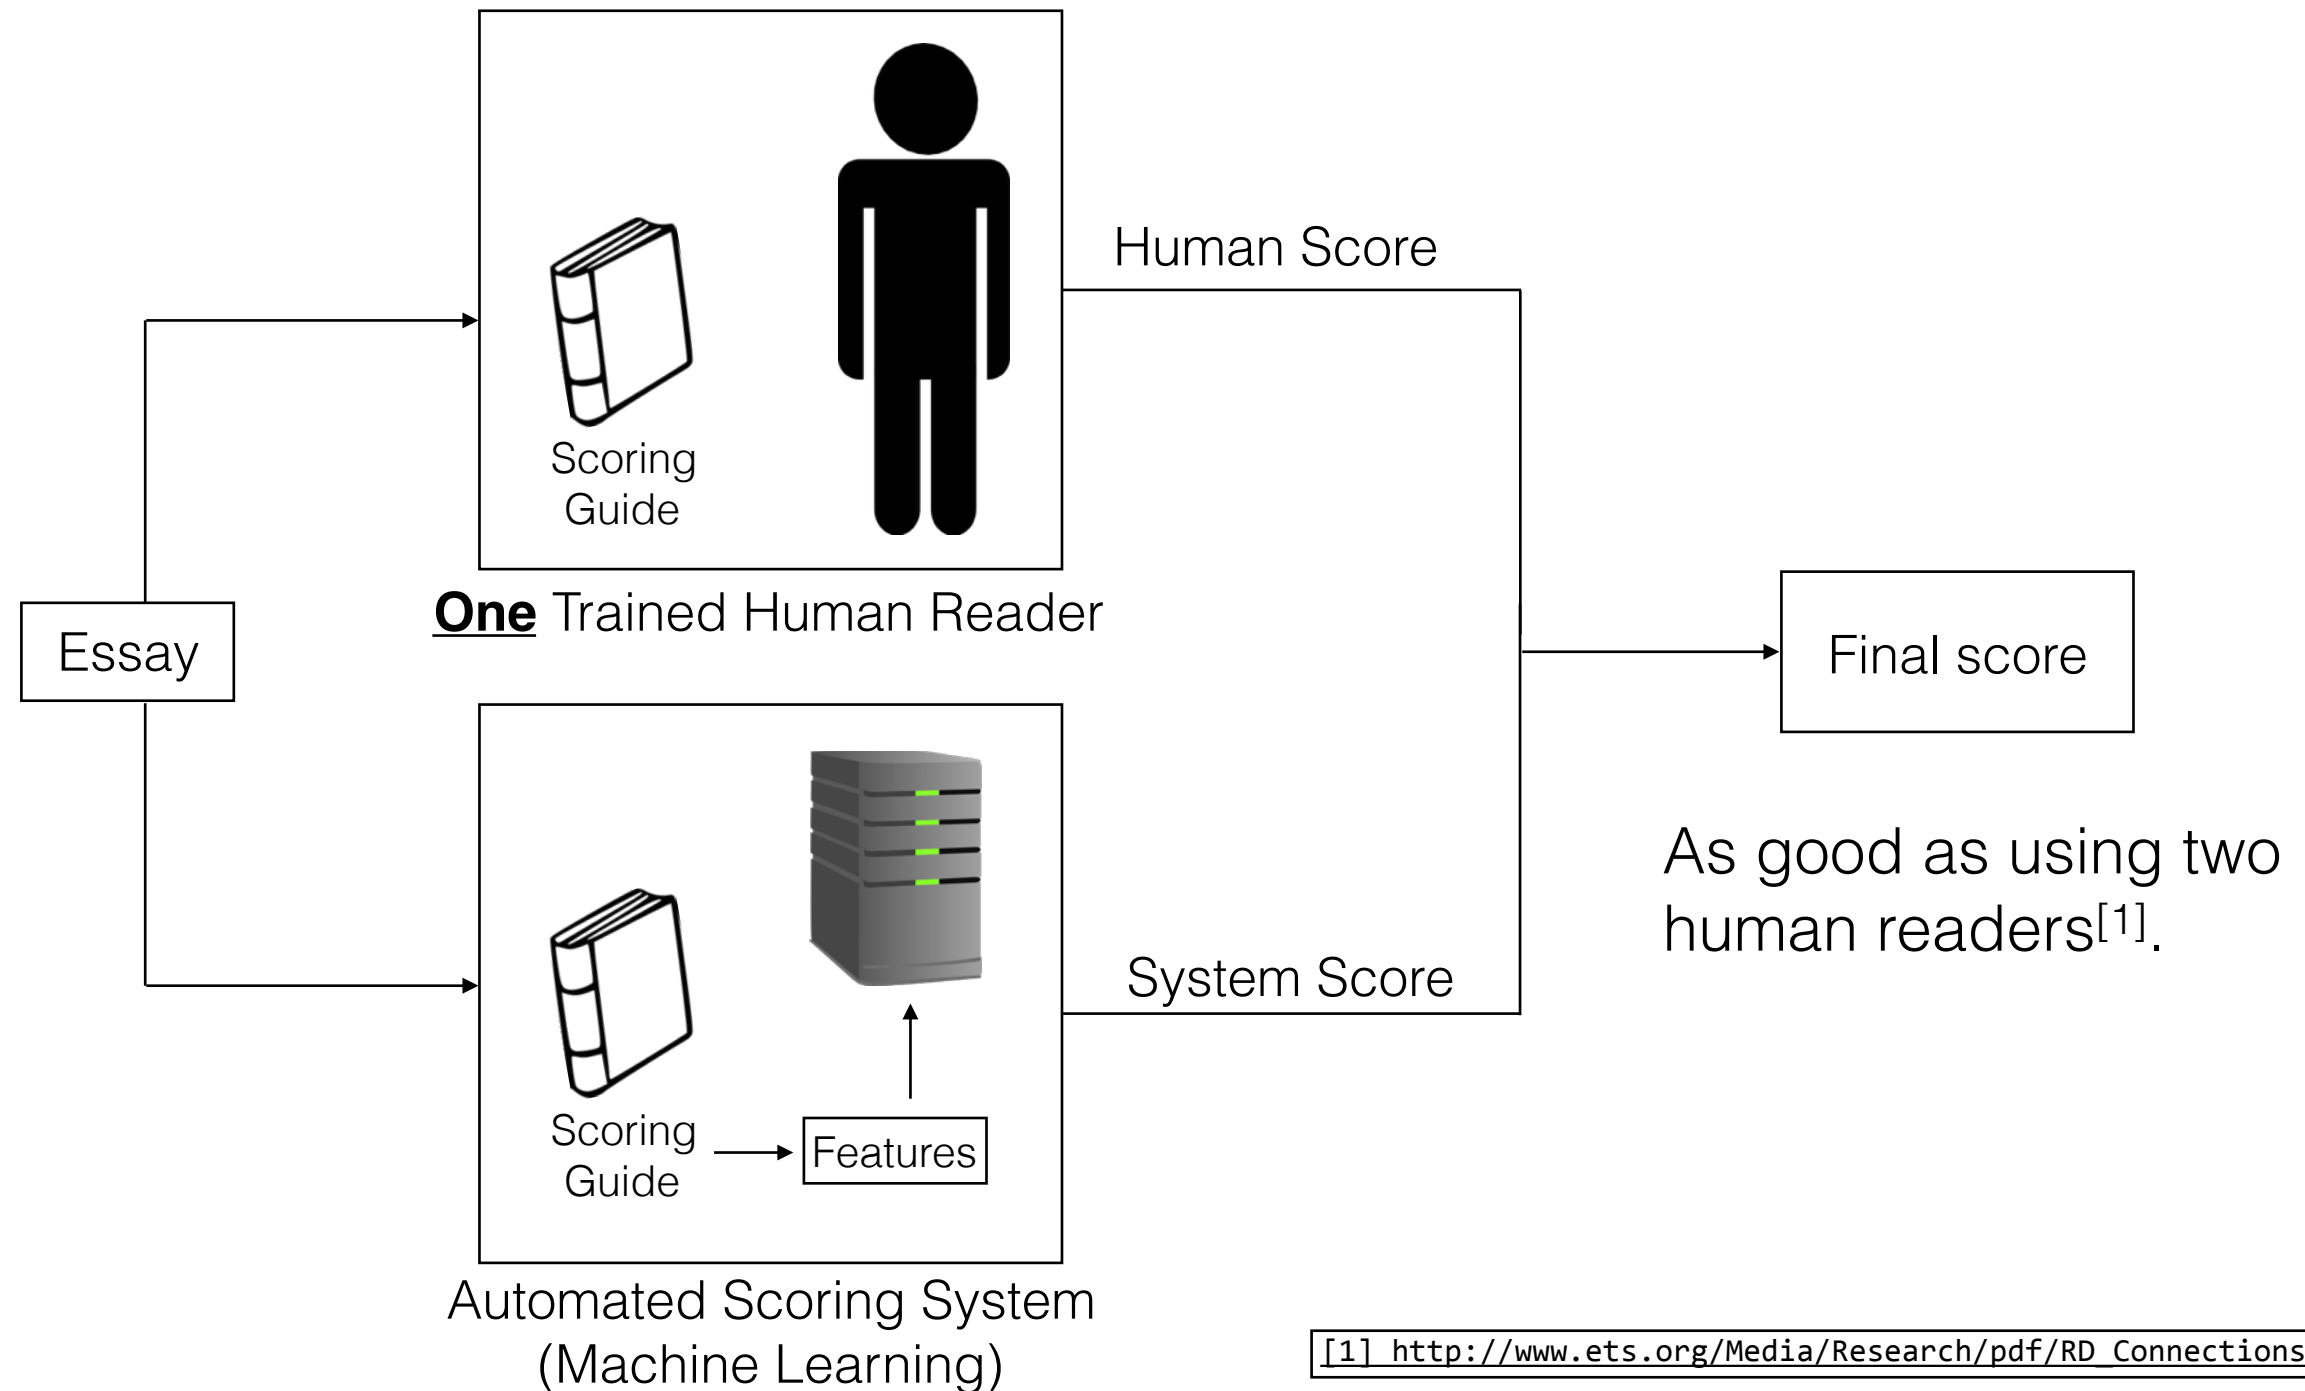 Human Score
Scoring
Guide
One Trained Human Reader
Essay
Final score
As good as using two
human readers[1].
System Score
Scoring
Guide
Features
Automated Scoring System
(Machine Learning)
[1] http://www.ets.org/Media/Research/pdf/RD_Connections